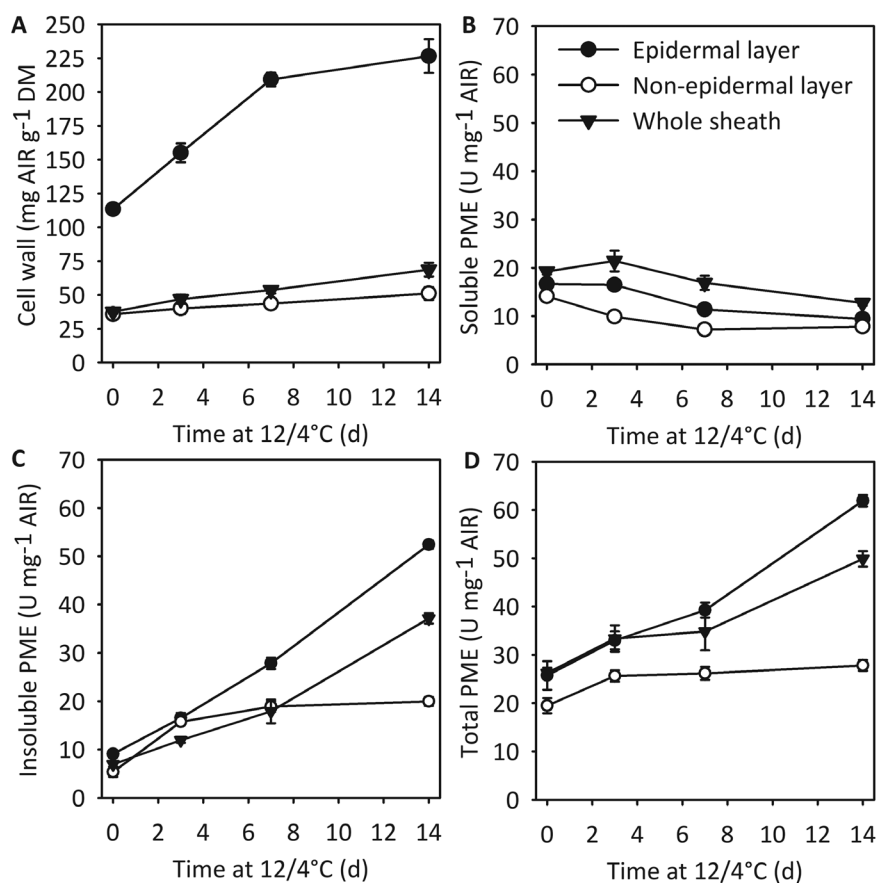 A
Cell wall (mg AIR g⁻¹ DM
250
225
200
175
150
125
100
75
50
25
0
0 2 4 6 8 10 12 14
Time at 12/4°C (d)
B
Soluble PME (U mg⁻¹ AIR)
70
60
50
40
30
20
10
0
Epidermal layer
Non-epidermal layer
Whole sheath
0 2 4 6 8 10 12 14
Time at 12/4°C (d)
C
Insoluble PME (U mg⁻¹ AIR)
70
60
50
40
30
20
10
0
0 2 4 6 8 10 12 14
Time at 12/4°C (d)
D
Total PME (U mg⁻¹ AIR)
70
60
50
40
30
20
10
0
0 2 4 6 8 10 12 14
Time at 12/4°C (d)